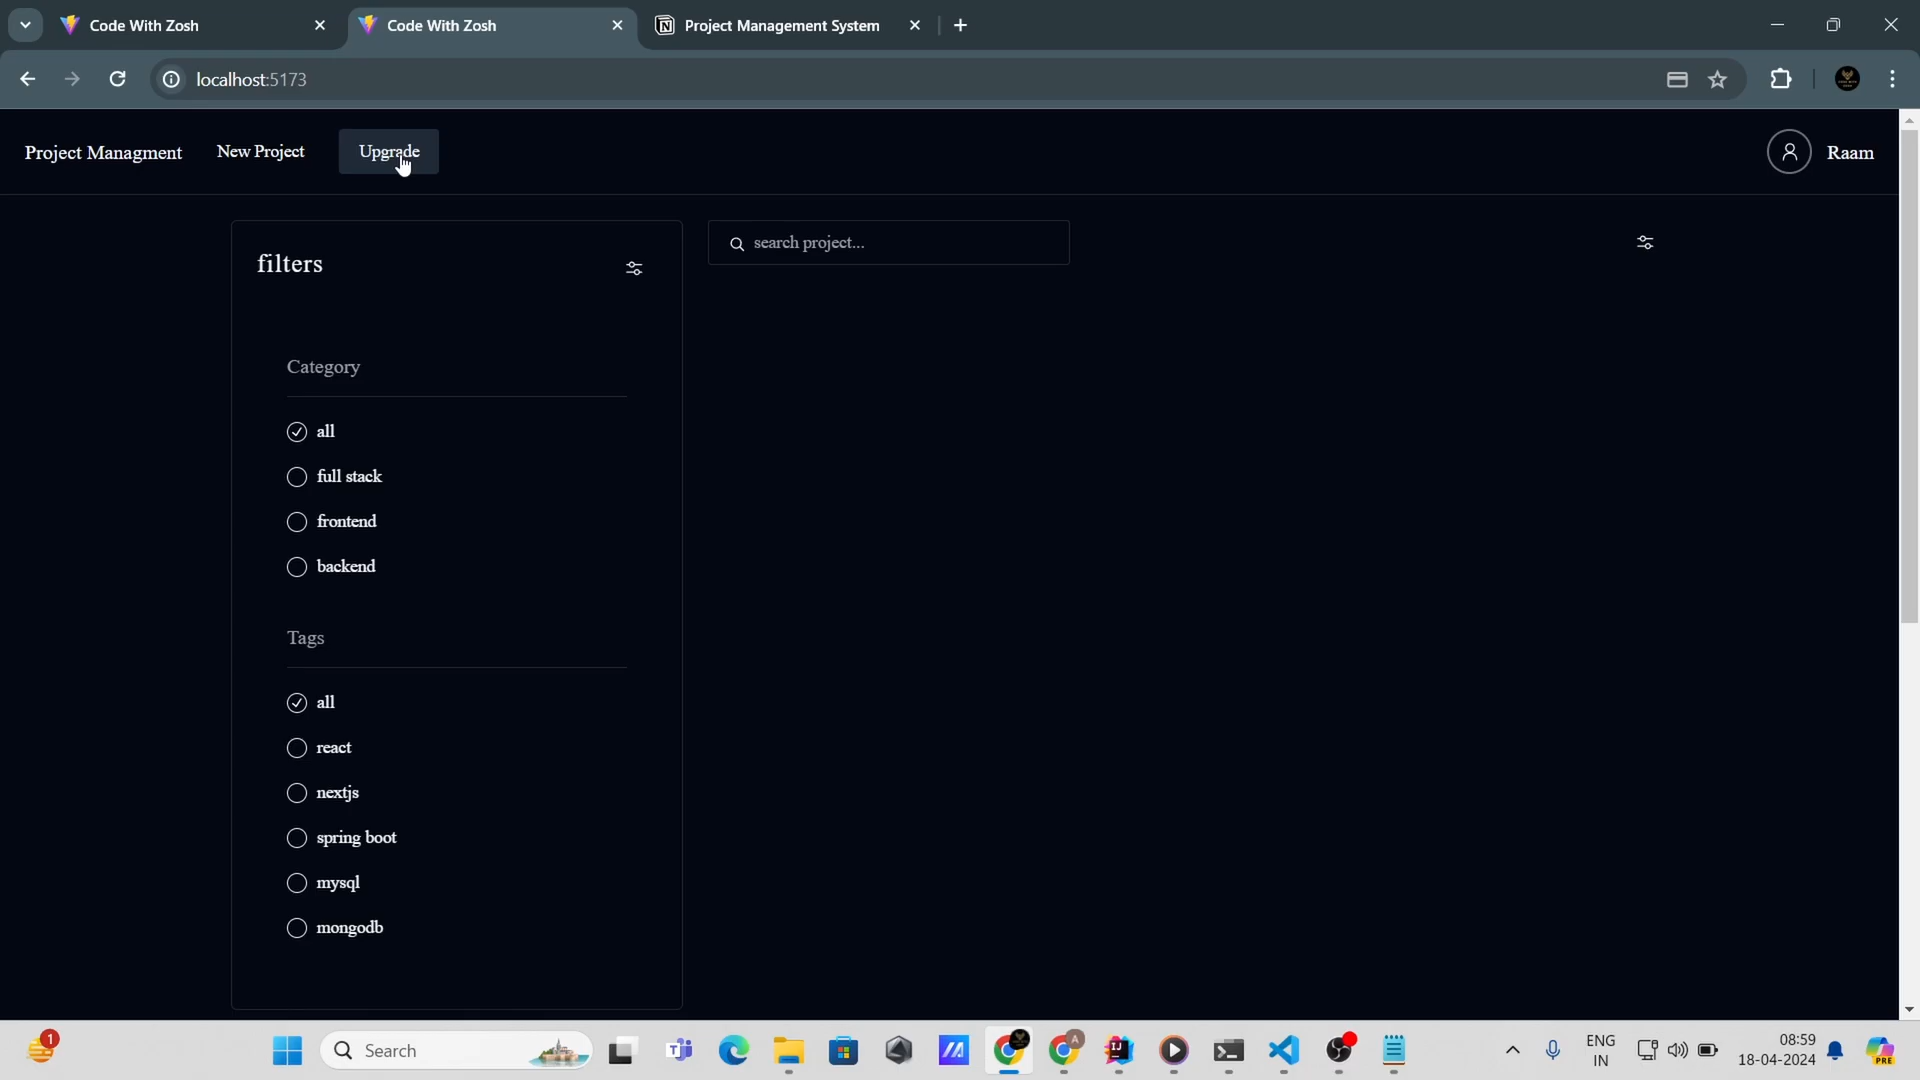 Code With Zosh
Code With Zosh
Project Management System
localhost:5173
Project Managment
New Project
Upgrade
Raam
filters
search project...
Category
all
full stack
frontend
backend
Tags
all
react
nextjs
spring boot
mysql
mongodb
1
Search
A
ENG
IN
08:59
18-04-2024
PRE